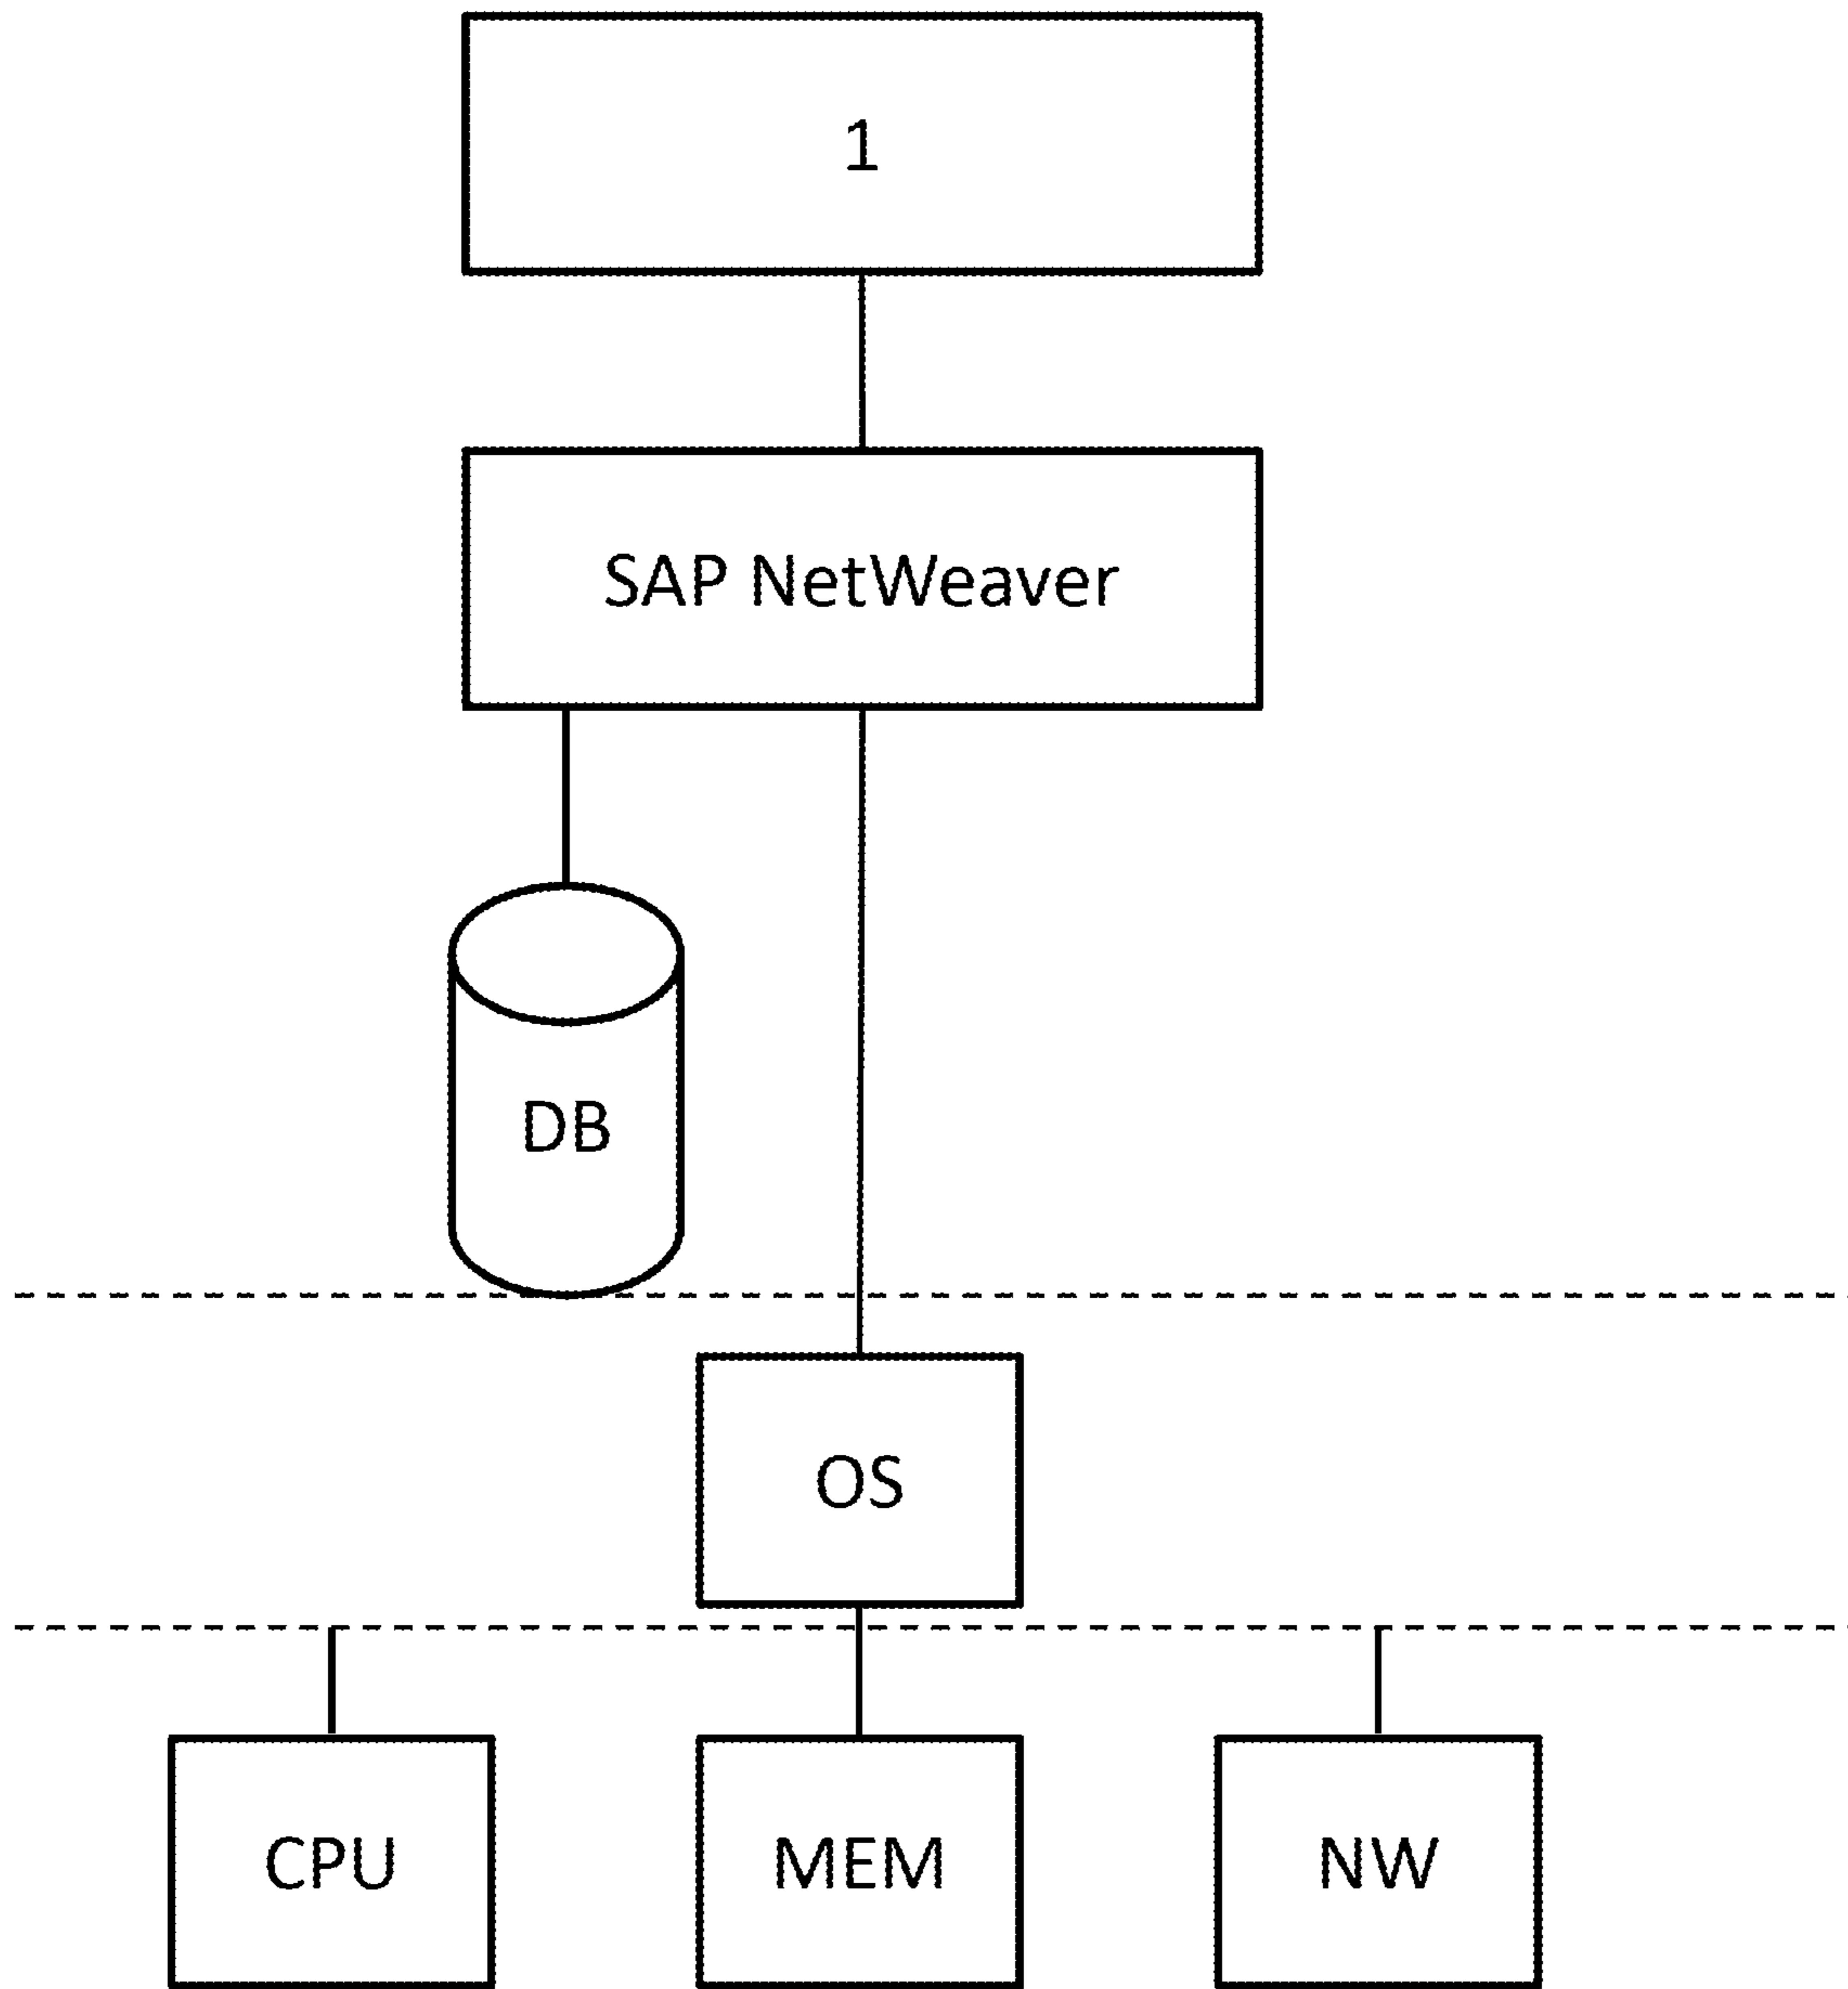 1
SAP NetWeaver
DB
OS
CPU
MEM
NW